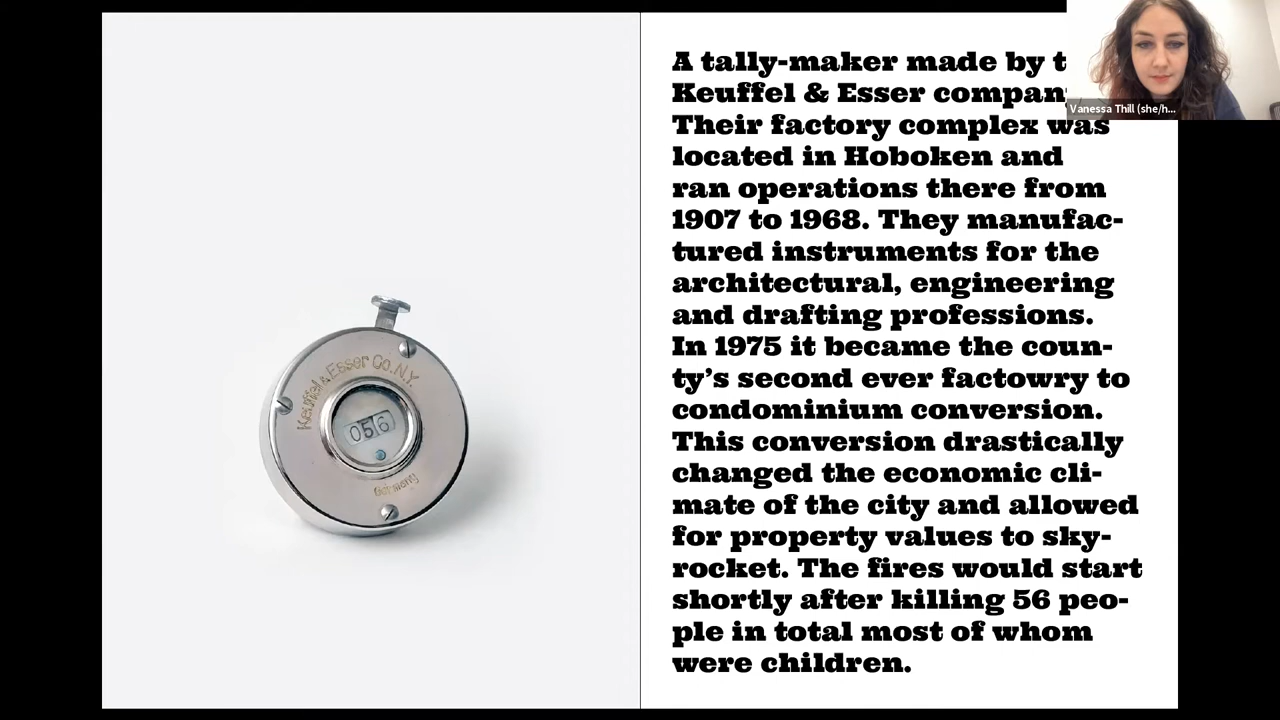 A tally-maker made by
Keuffel & Esser
Their factory complex was
located in Hoboken and
ran operations there from
1907 to 1968. They manufac-
tured instruments for the
architectural, engineering
and drafting professions.
In 1975 it became the coun-
ty's second ever factowry to
condominium conversion.
This conversion drastically
changed the economic cli-
mate of the city and allowed
for property values to sky-
rocket. The fires would start
shortly after killing 56 peo-
ple in total most of whom
were children.
Vanessa Thill (she/h...
Keuffel & Esser Co. N.Y.
056
Germany